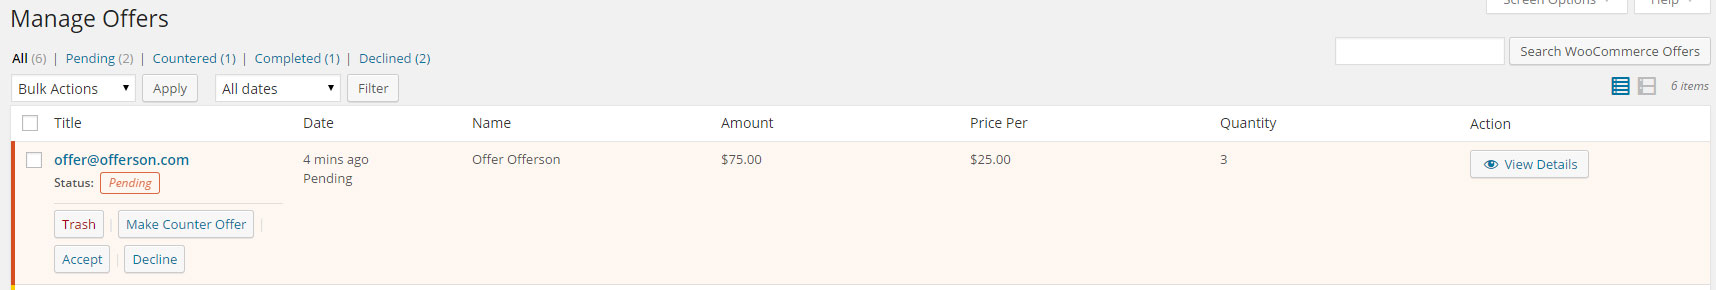 Screen Options Help
Manage Offers
All (6) | Pending (2) | Countered (1) | Completed (1) | Declined (2)
Search WooCommerce Offers
Bulk Actions Apply All dates Filter
6 items
Title Date Name Amount Price Per Quantity Action
offer@offerson.com 4 mins ago Offer Offerson $75.00 $25.00 3 View Details
Status: Pending Pending
Trash | Make Counter Offer |
Accept | Decline